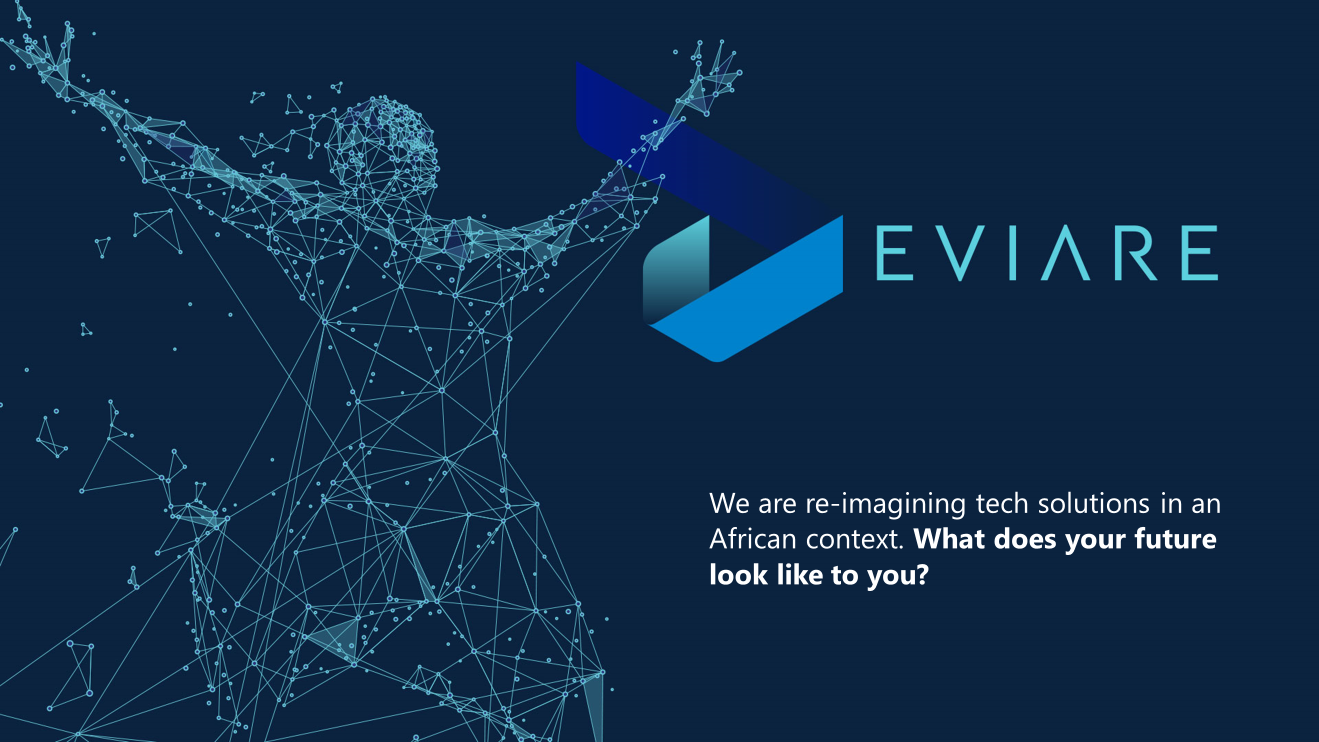 EVIARE
We are re-imagining tech solutions in an
African context. What does your future
look like to you?